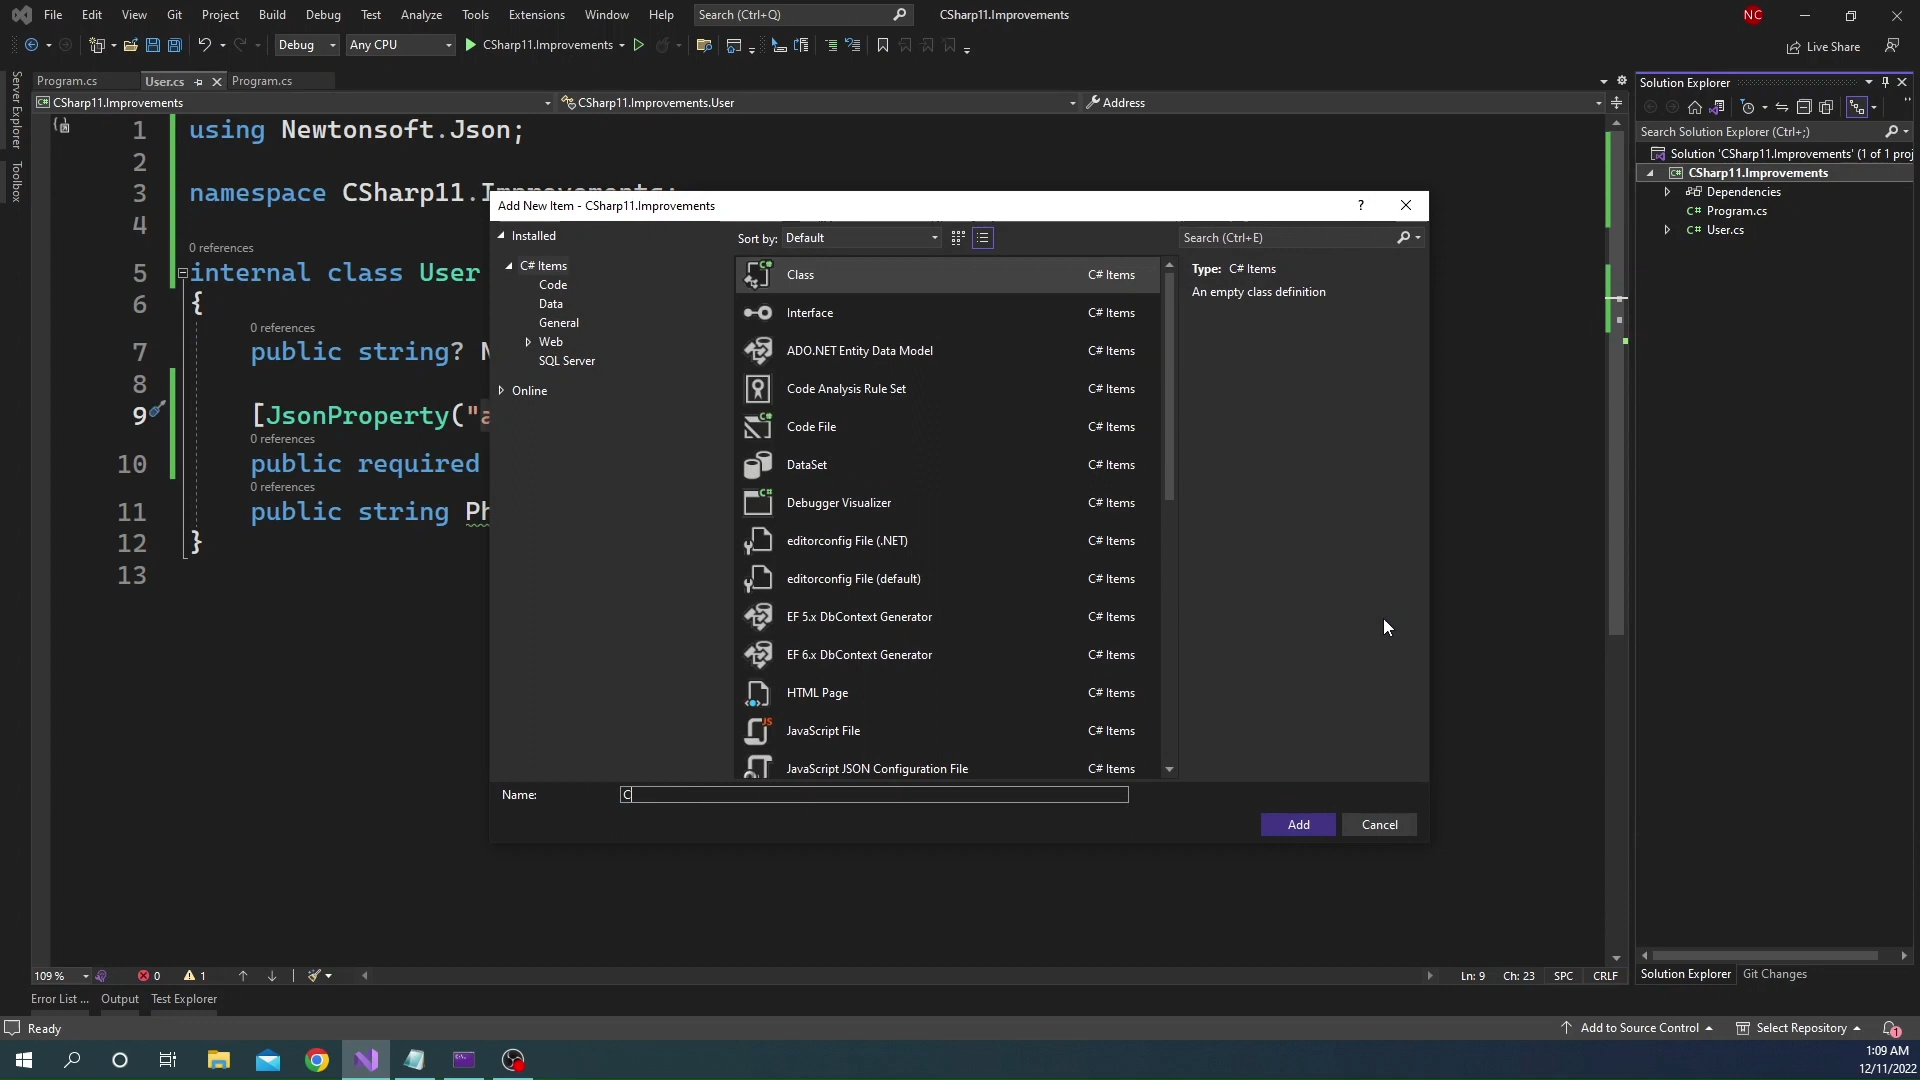 File Edit View Git Project Build Debug Test Analyze Tools Extensions Window Help Search (Ctrl+Q) CSharp11.Improvements NC
Debug Any CPU CSharp11.Improvements Live Share
Program.cs User.cs Program.cs
CSharp11.Improvements CSharp11.Improvements.User Address
Server Explorer
Toolbox
1 using Newtonsoft.Json;
2
3 namespace CSharp11.Improvements;
4
0 references
5 internal class User
6 {
0 references
7 public string? N
8
9 [JsonProperty("a
0 references
10 public required
0 references
11 public string Ph
12 }
13
Add New Item - CSharp11.Improvements ?
Installed
C# Items
Code
Data
General
Web
SQL Server
Online
Sort by: Default
Search (Ctrl+E)
Class C# Items
Interface C# Items
ADO.NET Entity Data Model C# Items
Code Analysis Rule Set C# Items
Code File C# Items
DataSet C# Items
Debugger Visualizer C# Items
editorconfig File (.NET) C# Items
editorconfig File (default) C# Items
EF 5.x DbContext Generator C# Items
EF 6.x DbContext Generator C# Items
HTML Page C# Items
JavaScript File C# Items
JavaScript JSON Configuration File C# Items
Type: C# Items
An empty class definition
Name: C
Add Cancel
Solution Explorer
Search Solution Explorer (Ctrl+;)
Solution 'CSharp11.Improvements' (1 of 1 proj
C# CSharp11.Improvements
Dependencies
C# Program.cs
C# User.cs
Solution Explorer Git Changes
109 % 0 1 Ln: 9 Ch: 23 SPC CRLF
Error List ... Output Test Explorer
Ready Add to Source Control Select Repository 1
1:09 AM
12/11/2022